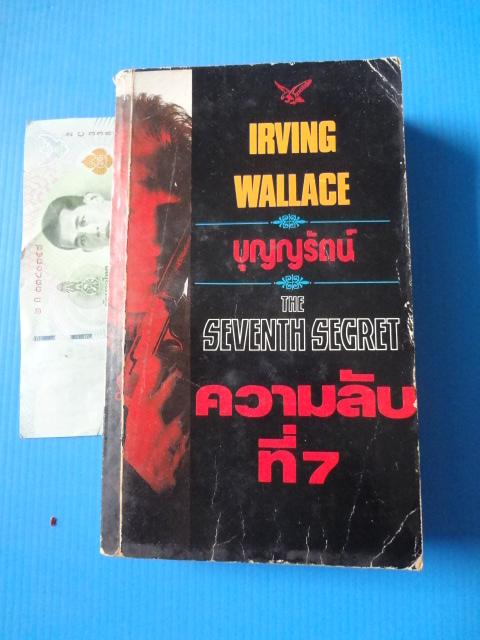 IRVING
WALLACE
บุญญรัตน์
THE
SEVENTH SECRET
ความลับ
ที่ 7